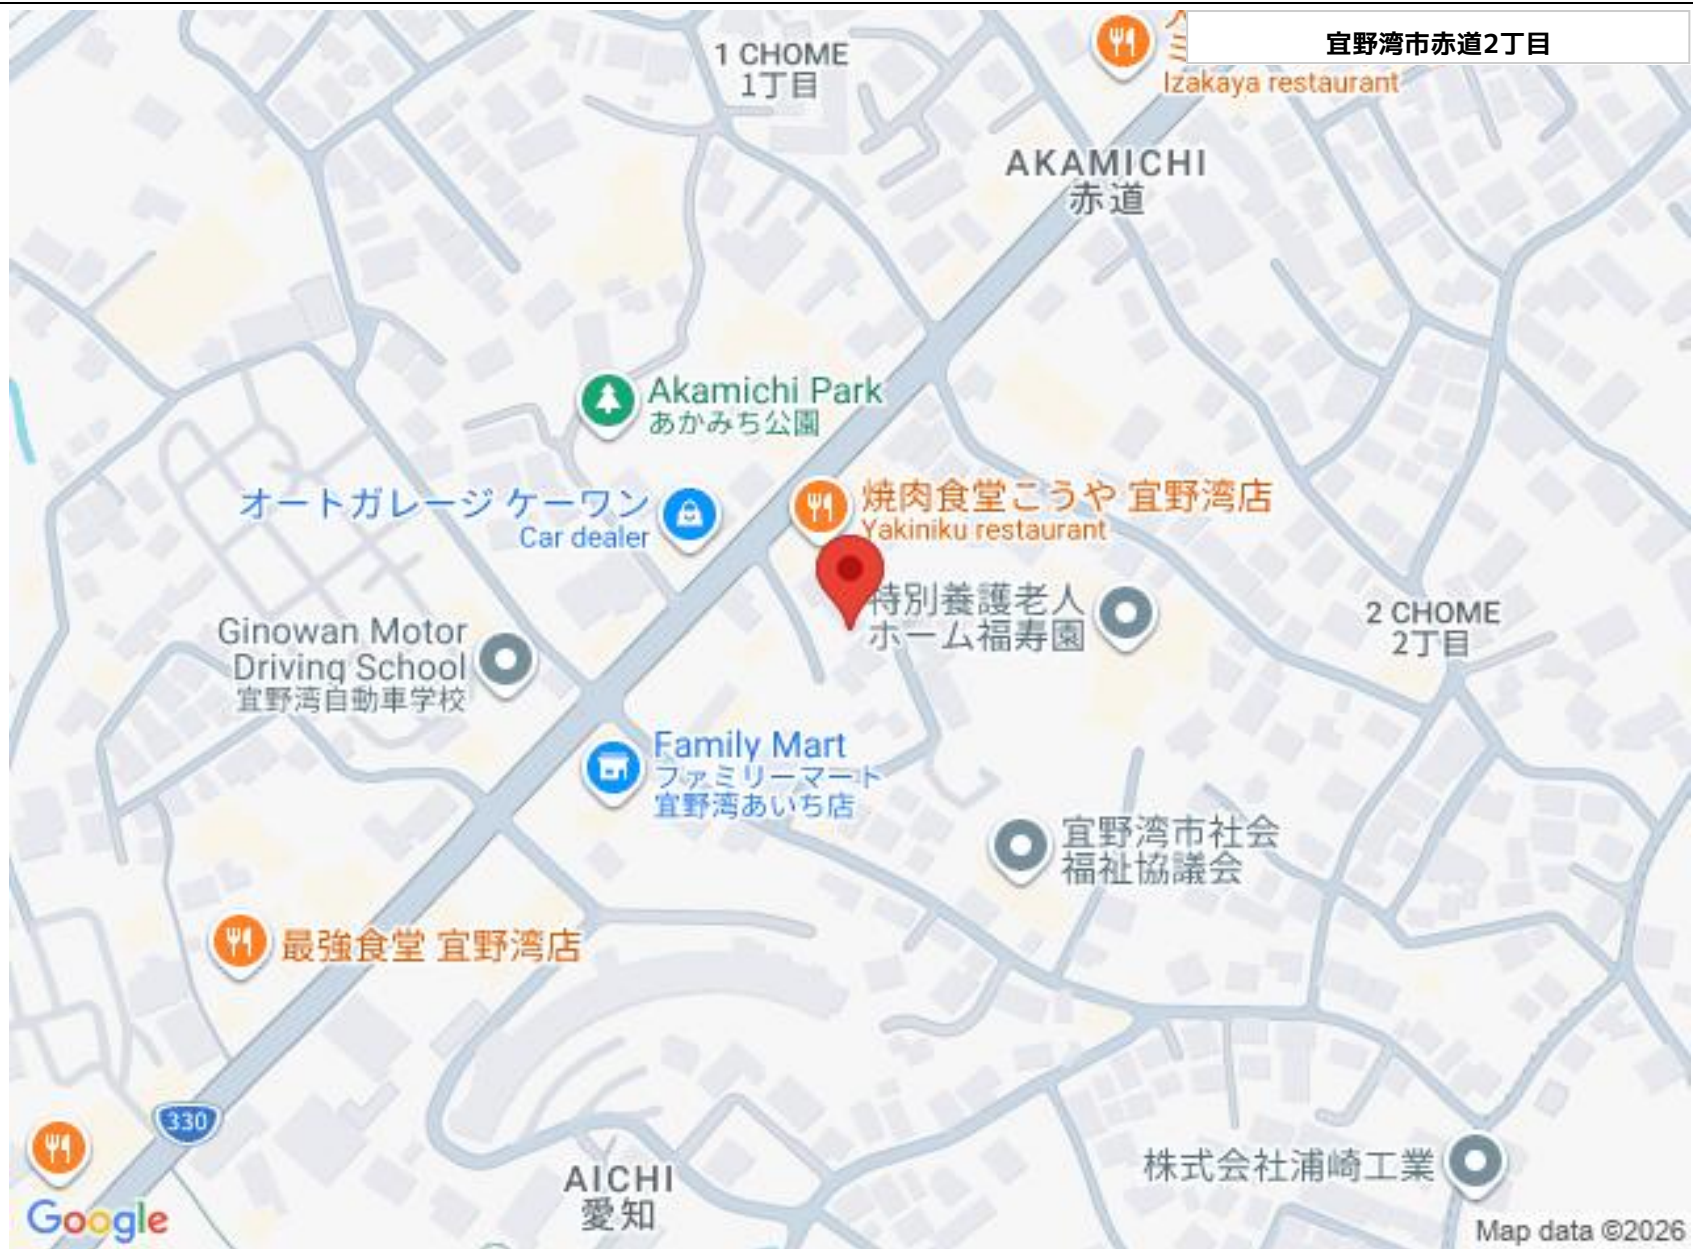 宜野湾市赤道2丁目
1 CHOME
1丁目
Izakaya restaurant
AKAMICHI
赤道
Akamichi Park
あかみち公園
オートガレージ ケーワン
Car dealer
焼肉食堂こうや 宜野湾店
Yakiniku restaurant
特別養護老人
ホーム福寿園
2 CHOME
2丁目
Ginowan Motor
Driving School
宜野湾自動車学校
Family Mart
ファミリーマート
宜野湾あいち店
宜野湾市社会
福祉協議会
最強食堂 宜野湾店
330
AICHI
愛知
株式会社浦崎工業
Google
Map data ©2026